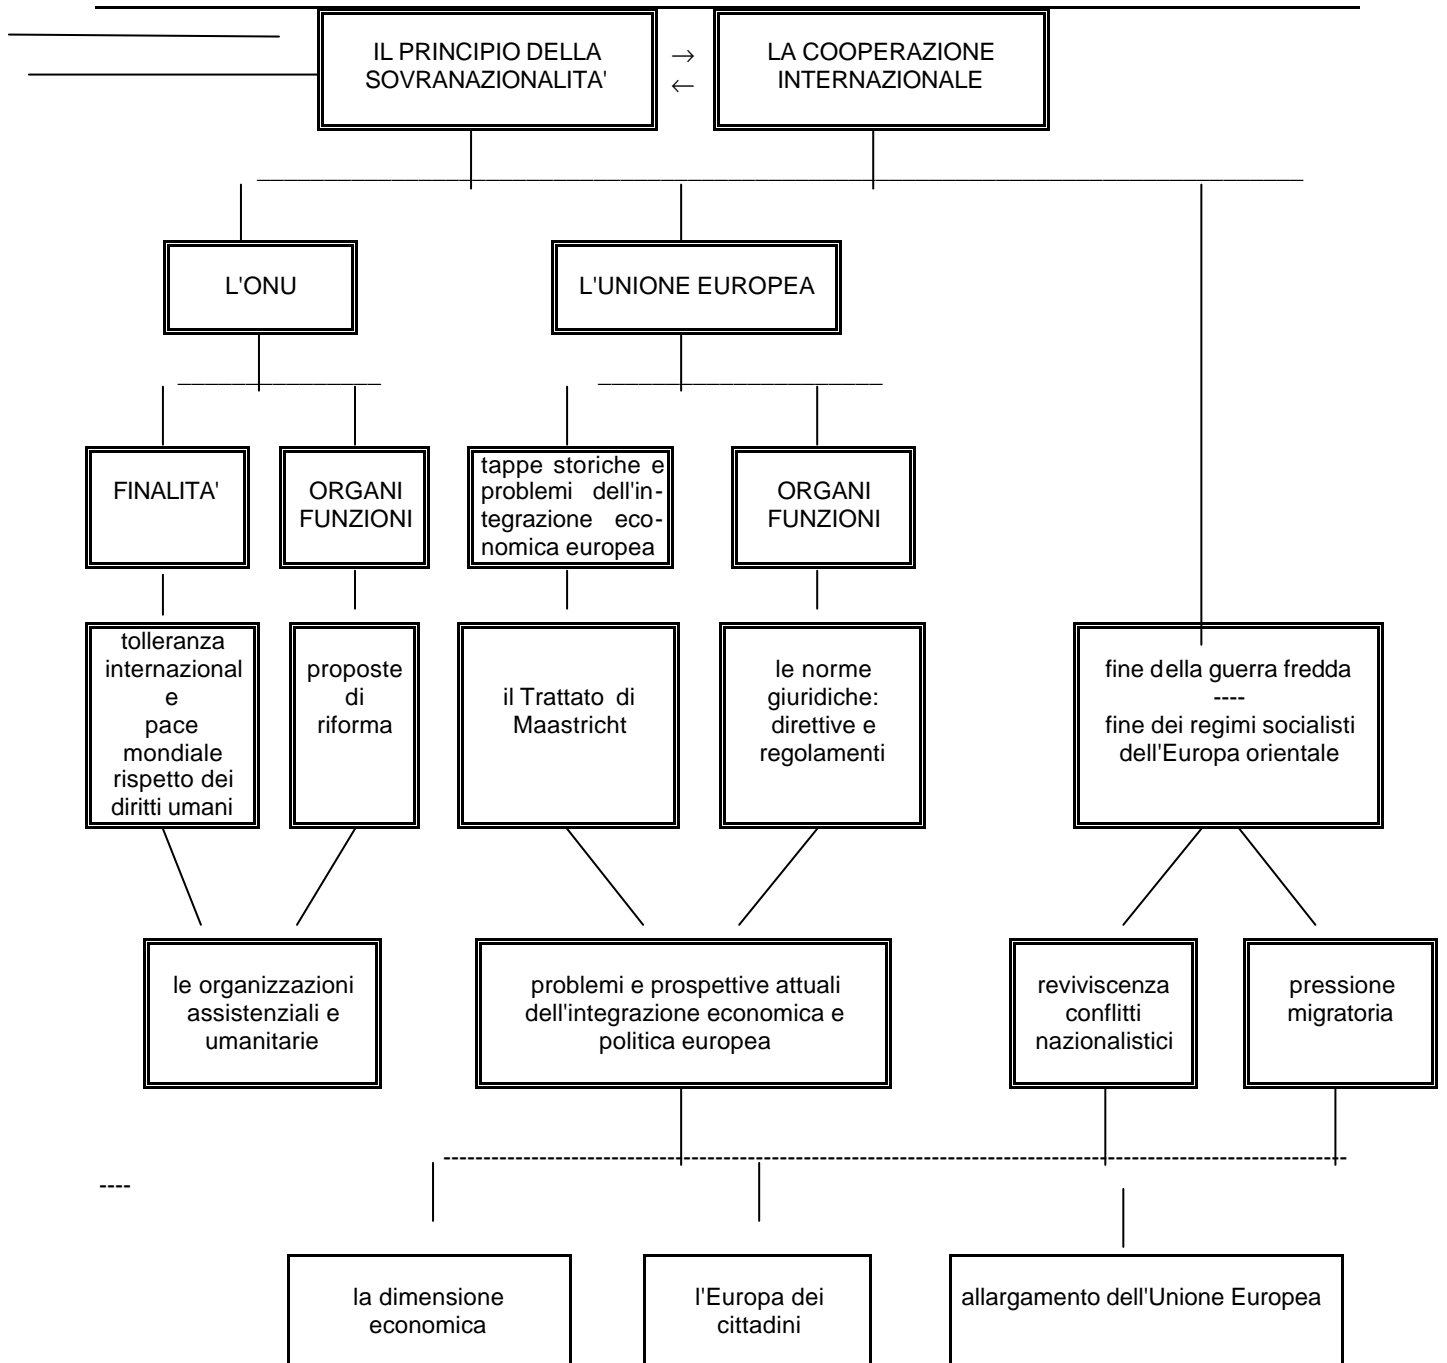 IL PRINCIPIO DELLA
SOVRANAZIONALITA'
→
←
LA COOPERAZIONE
INTERNAZIONALE
L'ONU
L'UNIONE EUROPEA
FINALITA'
ORGANI
FUNZIONI
tappe storiche e
problemi dell'in-
tegrazione eco-
nomica europea
ORGANI
FUNZIONI
tolleranza
internazional
e
pace
mondiale
rispetto dei
diritti umani
proposte
di
riforma
il Trattato di
Maastricht
le norme
giuridiche:
direttive e
regolamenti
fine della guerra fredda
----
fine dei regimi socialisti
dell'Europa orientale
le organizzazioni
assistenziali e
umanitarie
problemi e prospettive attuali
dell'integrazione economica e
politica europea
reviviscenza
conflitti
nazionalistici
pressione
migratoria
----
la dimensione
economica
l'Europa dei
cittadini
allargamento dell'Unione Europea